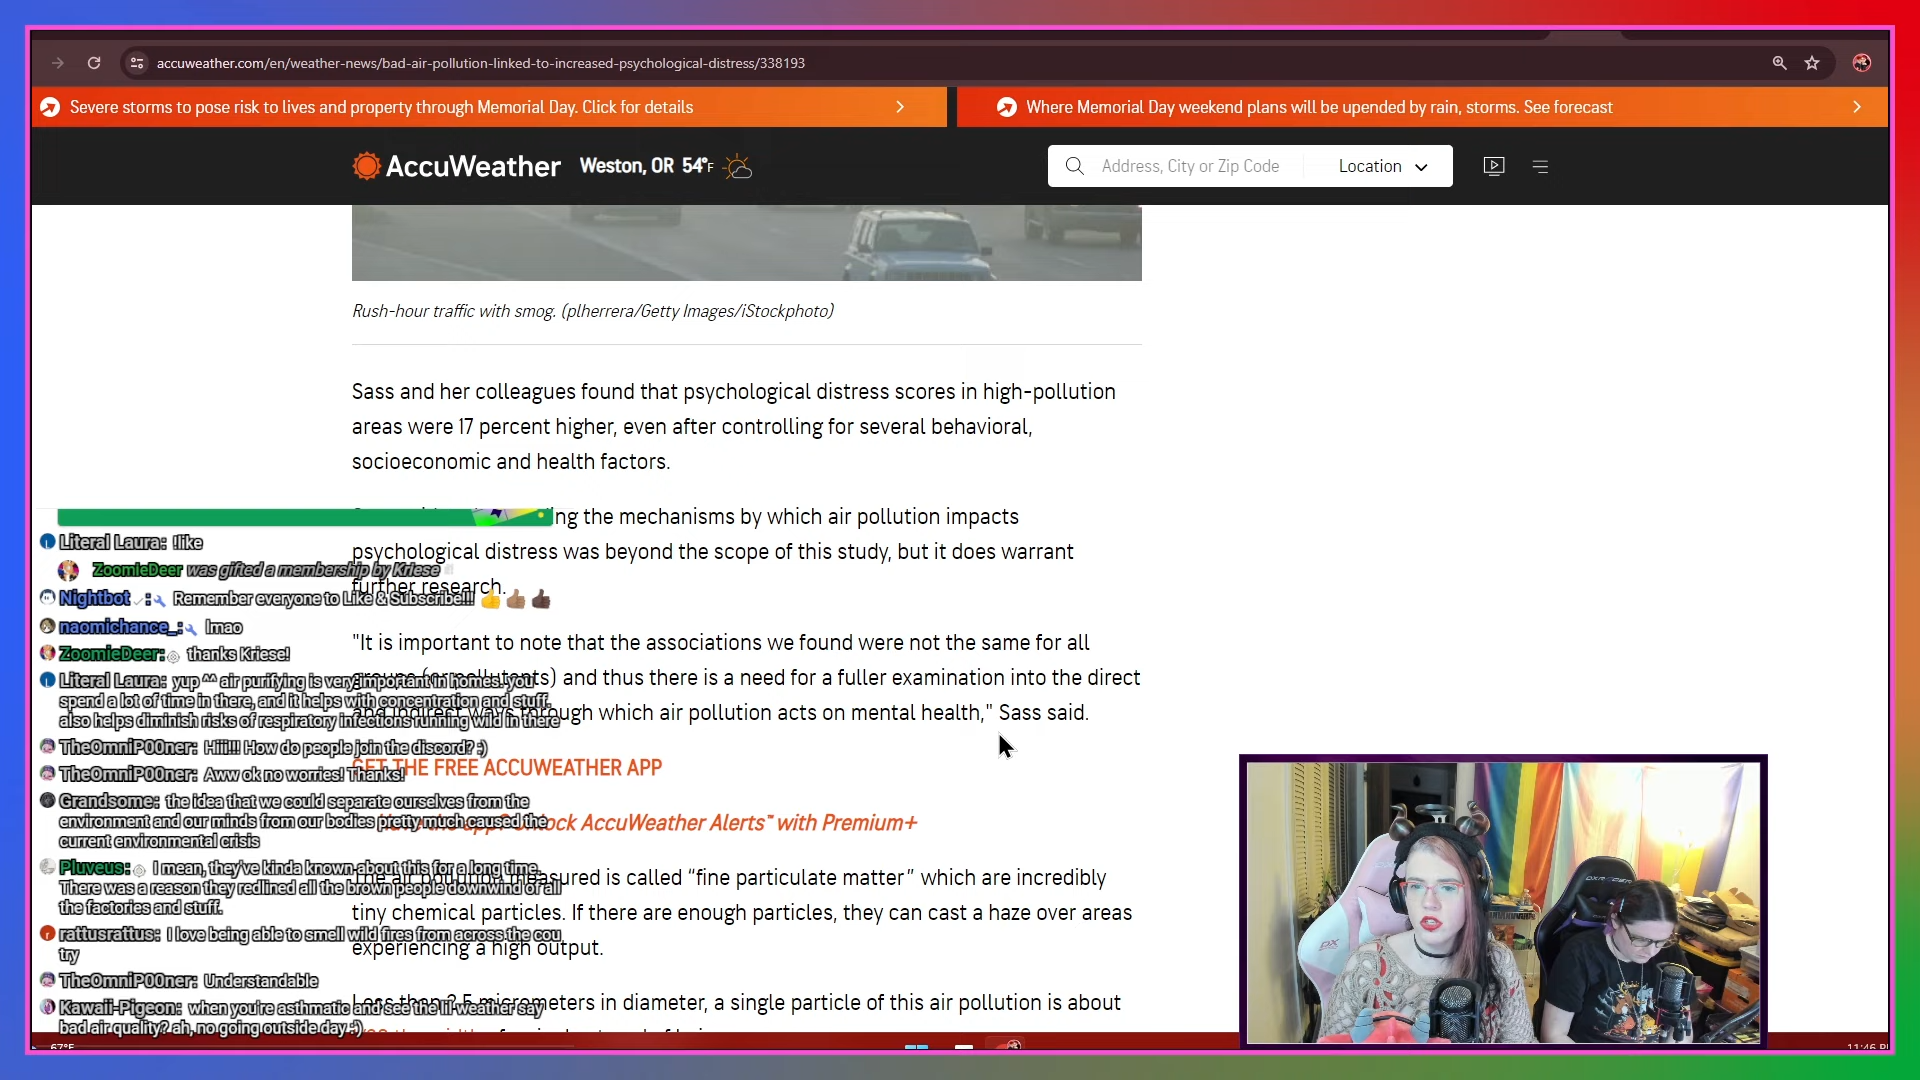 accuweather.com/en/weather-news/bad-air-pollution-linked-to-increased-psychological-distress/338193
Severe storms to pose risk to lives and property through Memorial Day. Click for details
Where Memorial Day weekend plans will be upended by rain, storms. See forecast
AccuWeather
Weston, OR 54°F
Address, City or Zip Code
Location
Rush-hour traffic with smog. (plherrera/Getty Images/iStockphoto)
Sass and her colleagues found that psychological distress scores in high-pollution
areas were 17 percent higher, even after controlling for several behavioral,
socioeconomic and health factors.
the mechanisms by which air pollution impacts
psychological distress was beyond the scope of this study, but it does warrant
further research.
"It is important to note that the associations we found were not the same for all
and thus there is a need for a fuller examination into the direct
and indirect ways through which air pollution acts on mental health," Sass said.
GET THE FREE ACCUWEATHER APP
AccuWeather Alerts™ with Premium+
The air pollution measured is called “fine particulate matter” which are incredibly
tiny chemical particles. If there are enough particles, they can cast a haze over areas
experiencing a high output.
Less than 2.5 micrometers in diameter, a single particle of this air pollution is about
Literal Laura: !like
ZoomieDeer was gifted a membership by Kriese
Nightbot: Remember everyone to Like & Subscribe!!! 👍👍🏽👍🏿
naomichance_: lmao
ZoomieDeer: thanks Kriese!
Literal Laura: yup ^^ air purifying is very important in homes. you
spend a lot of time in there, and it helps with concentration and stuff.
also helps diminish risks of respiratory infections running wild in there
TheOmniP00ner: Hiii!!! How do people join the discord? :)
TheOmniP00ner: Aww ok no worries! Thanks!
Grandsome: the idea that we could separate ourselves from the
environment and our minds from our bodies pretty much caused the
current environmental crisis
Pluveus: I mean, they've kinda known about this for a long time.
There was a reason they redlined all the brown people downwind of all
the factories and stuff.
rattusrattus: I love being able to smell wild fires from across the cou
try
TheOmniP00ner: Understandable
Kawaii-Pigeon: when you're asthmatic and see the lil weather say
bad air quality? ah, no going outside day :')
67°F
DX
DXRACER